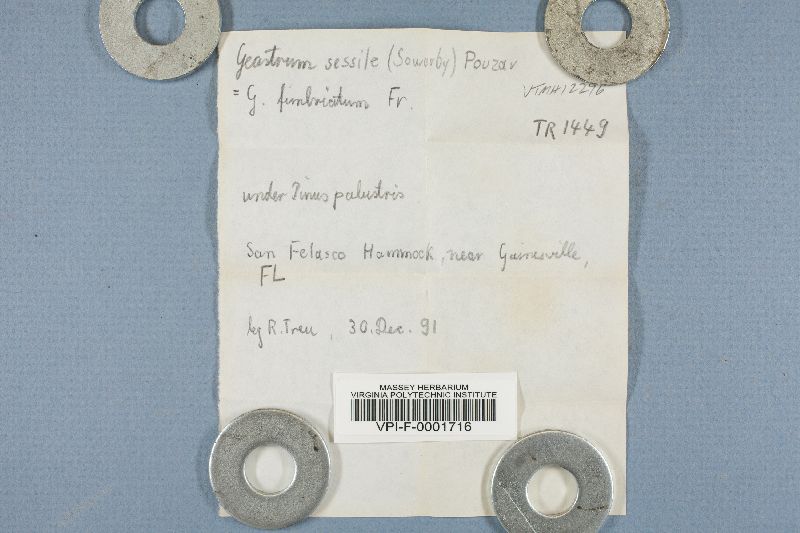 Geastrum sessile (Sowerby) Pouzar
VTMH12296
= G. fimbriatum Fr.
TR 1449
under Pinus palustris
San Felasco Hammock, near Gainesville,
FL
leg R. Treu, 30. Dec. 91
MASSEY HERBARIUM
VIRGINIA POLYTECHNIC INSTITUTE
VPI-F-0001716